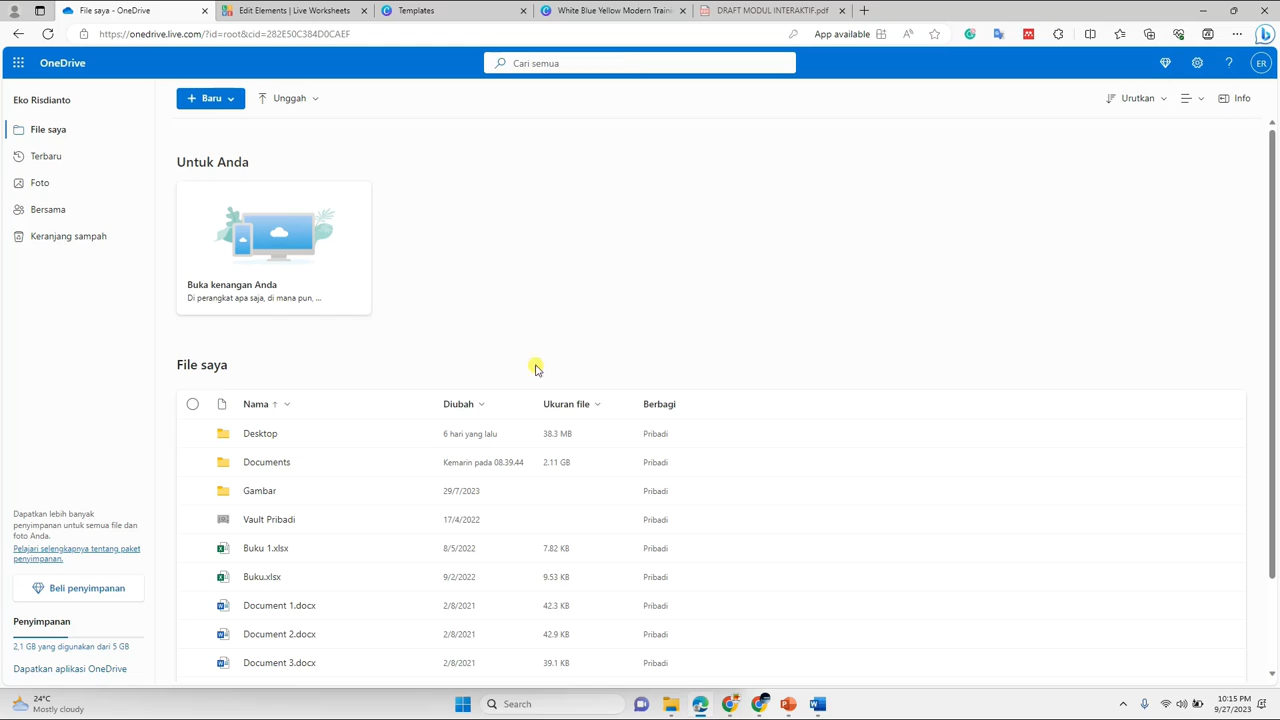 File saya - OneDrive
Edit Elements | Live Worksheets
Templates
White Blue Yellow Modern Train
DRAFT MODUL INTERAKTIF.pdf
https://onedrive.live.com/?id=root&cid=282E50C384D0CAEF
App available
OneDrive
Cari semua
ER
Eko Risdianto
Baru
Unggah
Urutkan
Info
File saya
Terbaru
Foto
Bersama
Keranjang sampah
Untuk Anda
Buka kenangan Anda
Di perangkat apa saja, di mana pun, ...
File saya
Nama Diubah Ukuran file Berbagi
Desktop 6 hari yang lalu 38.3 MB Pribadi
Documents Kemarin pada 08.39.44 2.11 GB Pribadi
Gambar 29/7/2023 Pribadi
Vault Pribadi 17/4/2022 Pribadi
Buku 1.xlsx 8/5/2022 7.82 KB Pribadi
Buku.xlsx 9/2/2022 9.53 KB Pribadi
Document 1.docx 2/8/2021 42.3 KB Pribadi
Document 2.docx 2/8/2021 42.9 KB Pribadi
Document 3.docx 2/8/2021 39.1 KB Pribadi
Dapatkan lebih banyak
penyimpanan untuk semua file dan
foto Anda.
Pelajari selengkapnya tentang paket
penyimpanan.
Beli penyimpanan
Penyimpanan
2,1 GB yang digunakan dari 5 GB
Dapatkan aplikasi OneDrive
24°C
Mostly cloudy
Search
10:15 PM
9/27/2023